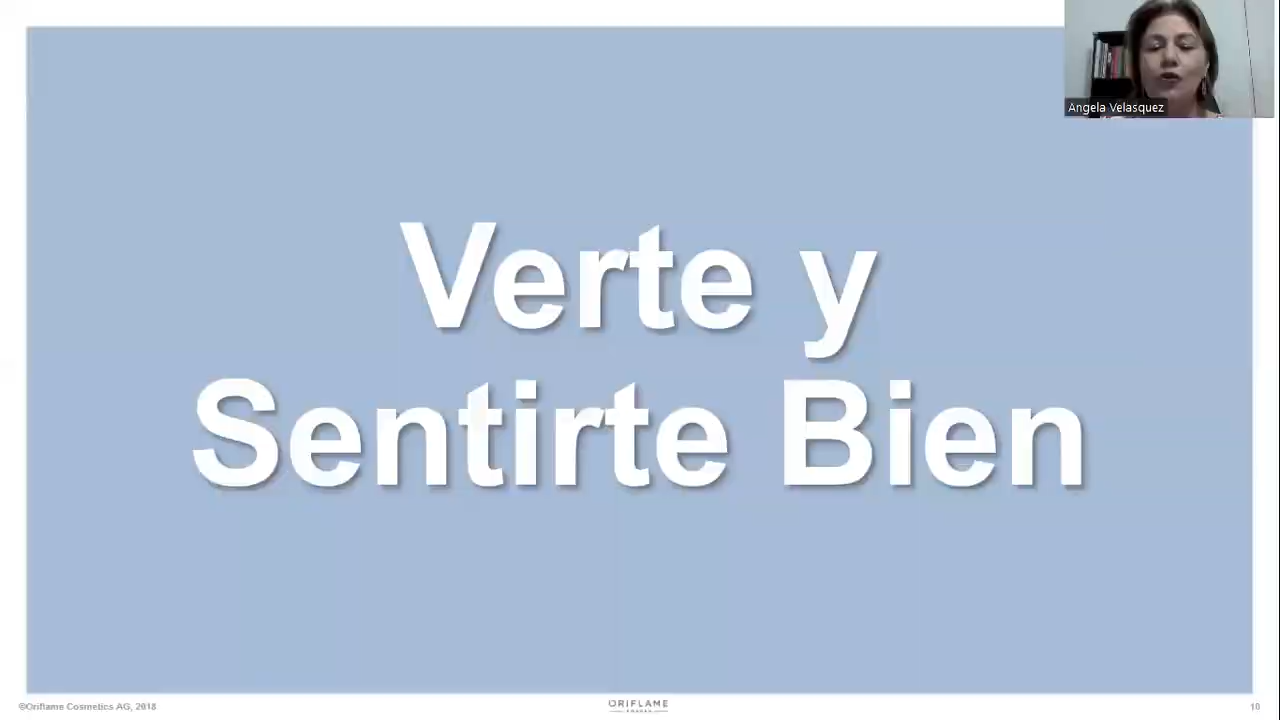 Angela Velasquez
Verte y
Sentirte Bien
©Oriflame Cosmetics AG, 2018
ORIFLAME
10